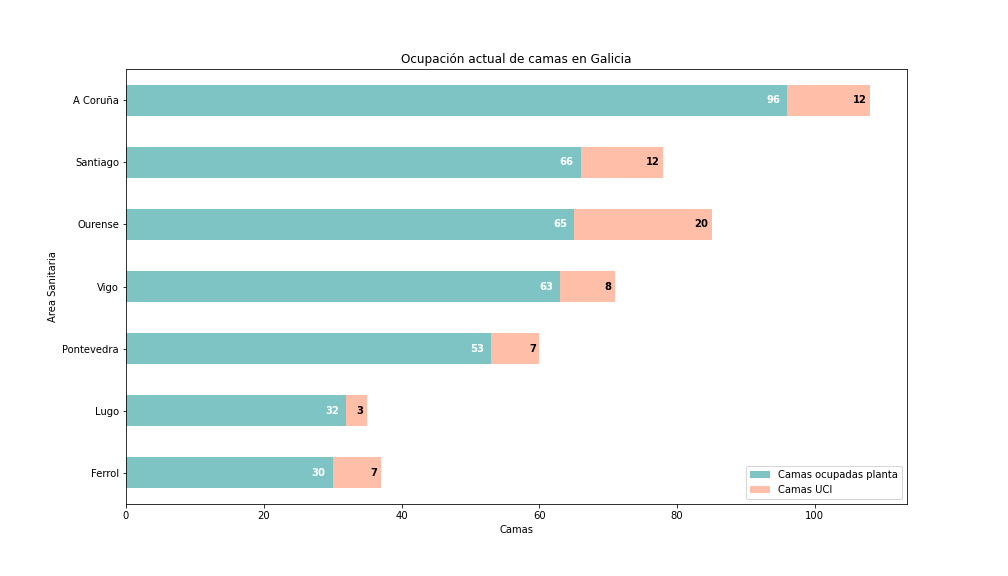 Ocupación actual de camas en Galicia
A Coruña 96 12
Santiago 66 12
Ourense 65 20
Vigo 63 8
Pontevedra 53 7
Lugo 32 3
Ferrol 30 7
Area Sanitaria
Camas ocupadas planta
Camas UCI
0 20 40 60 80 100
Camas